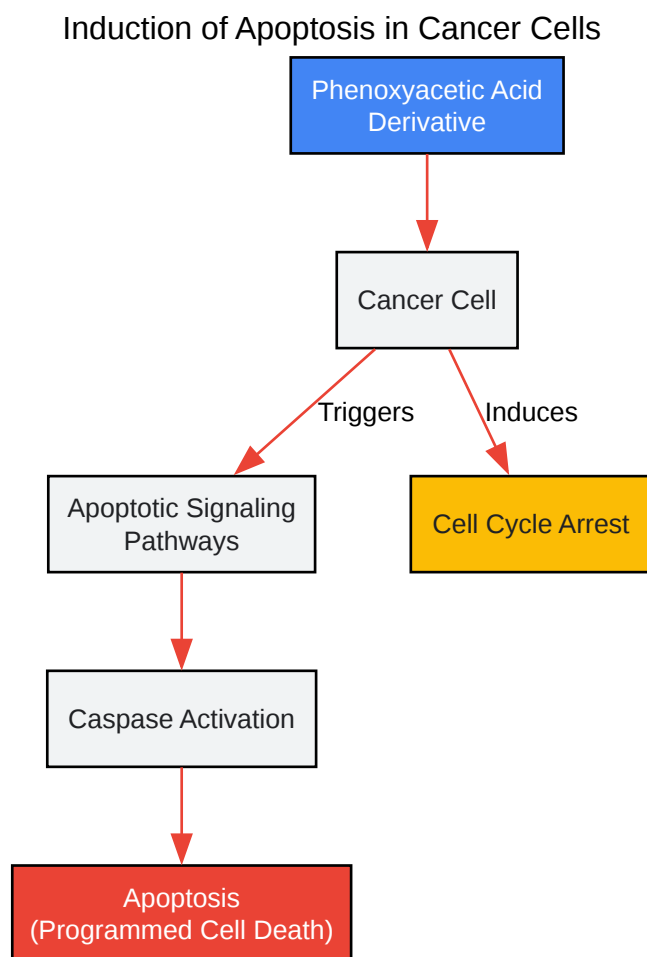 Induction of Apoptosis in Cancer Cells
Phenoxyacetic Acid
Derivative
Cancer Cell
Triggers
Induces
Apoptotic Signaling
Pathways
Cell Cycle Arrest
Caspase Activation
Apoptosis
(Programmed Cell Death)